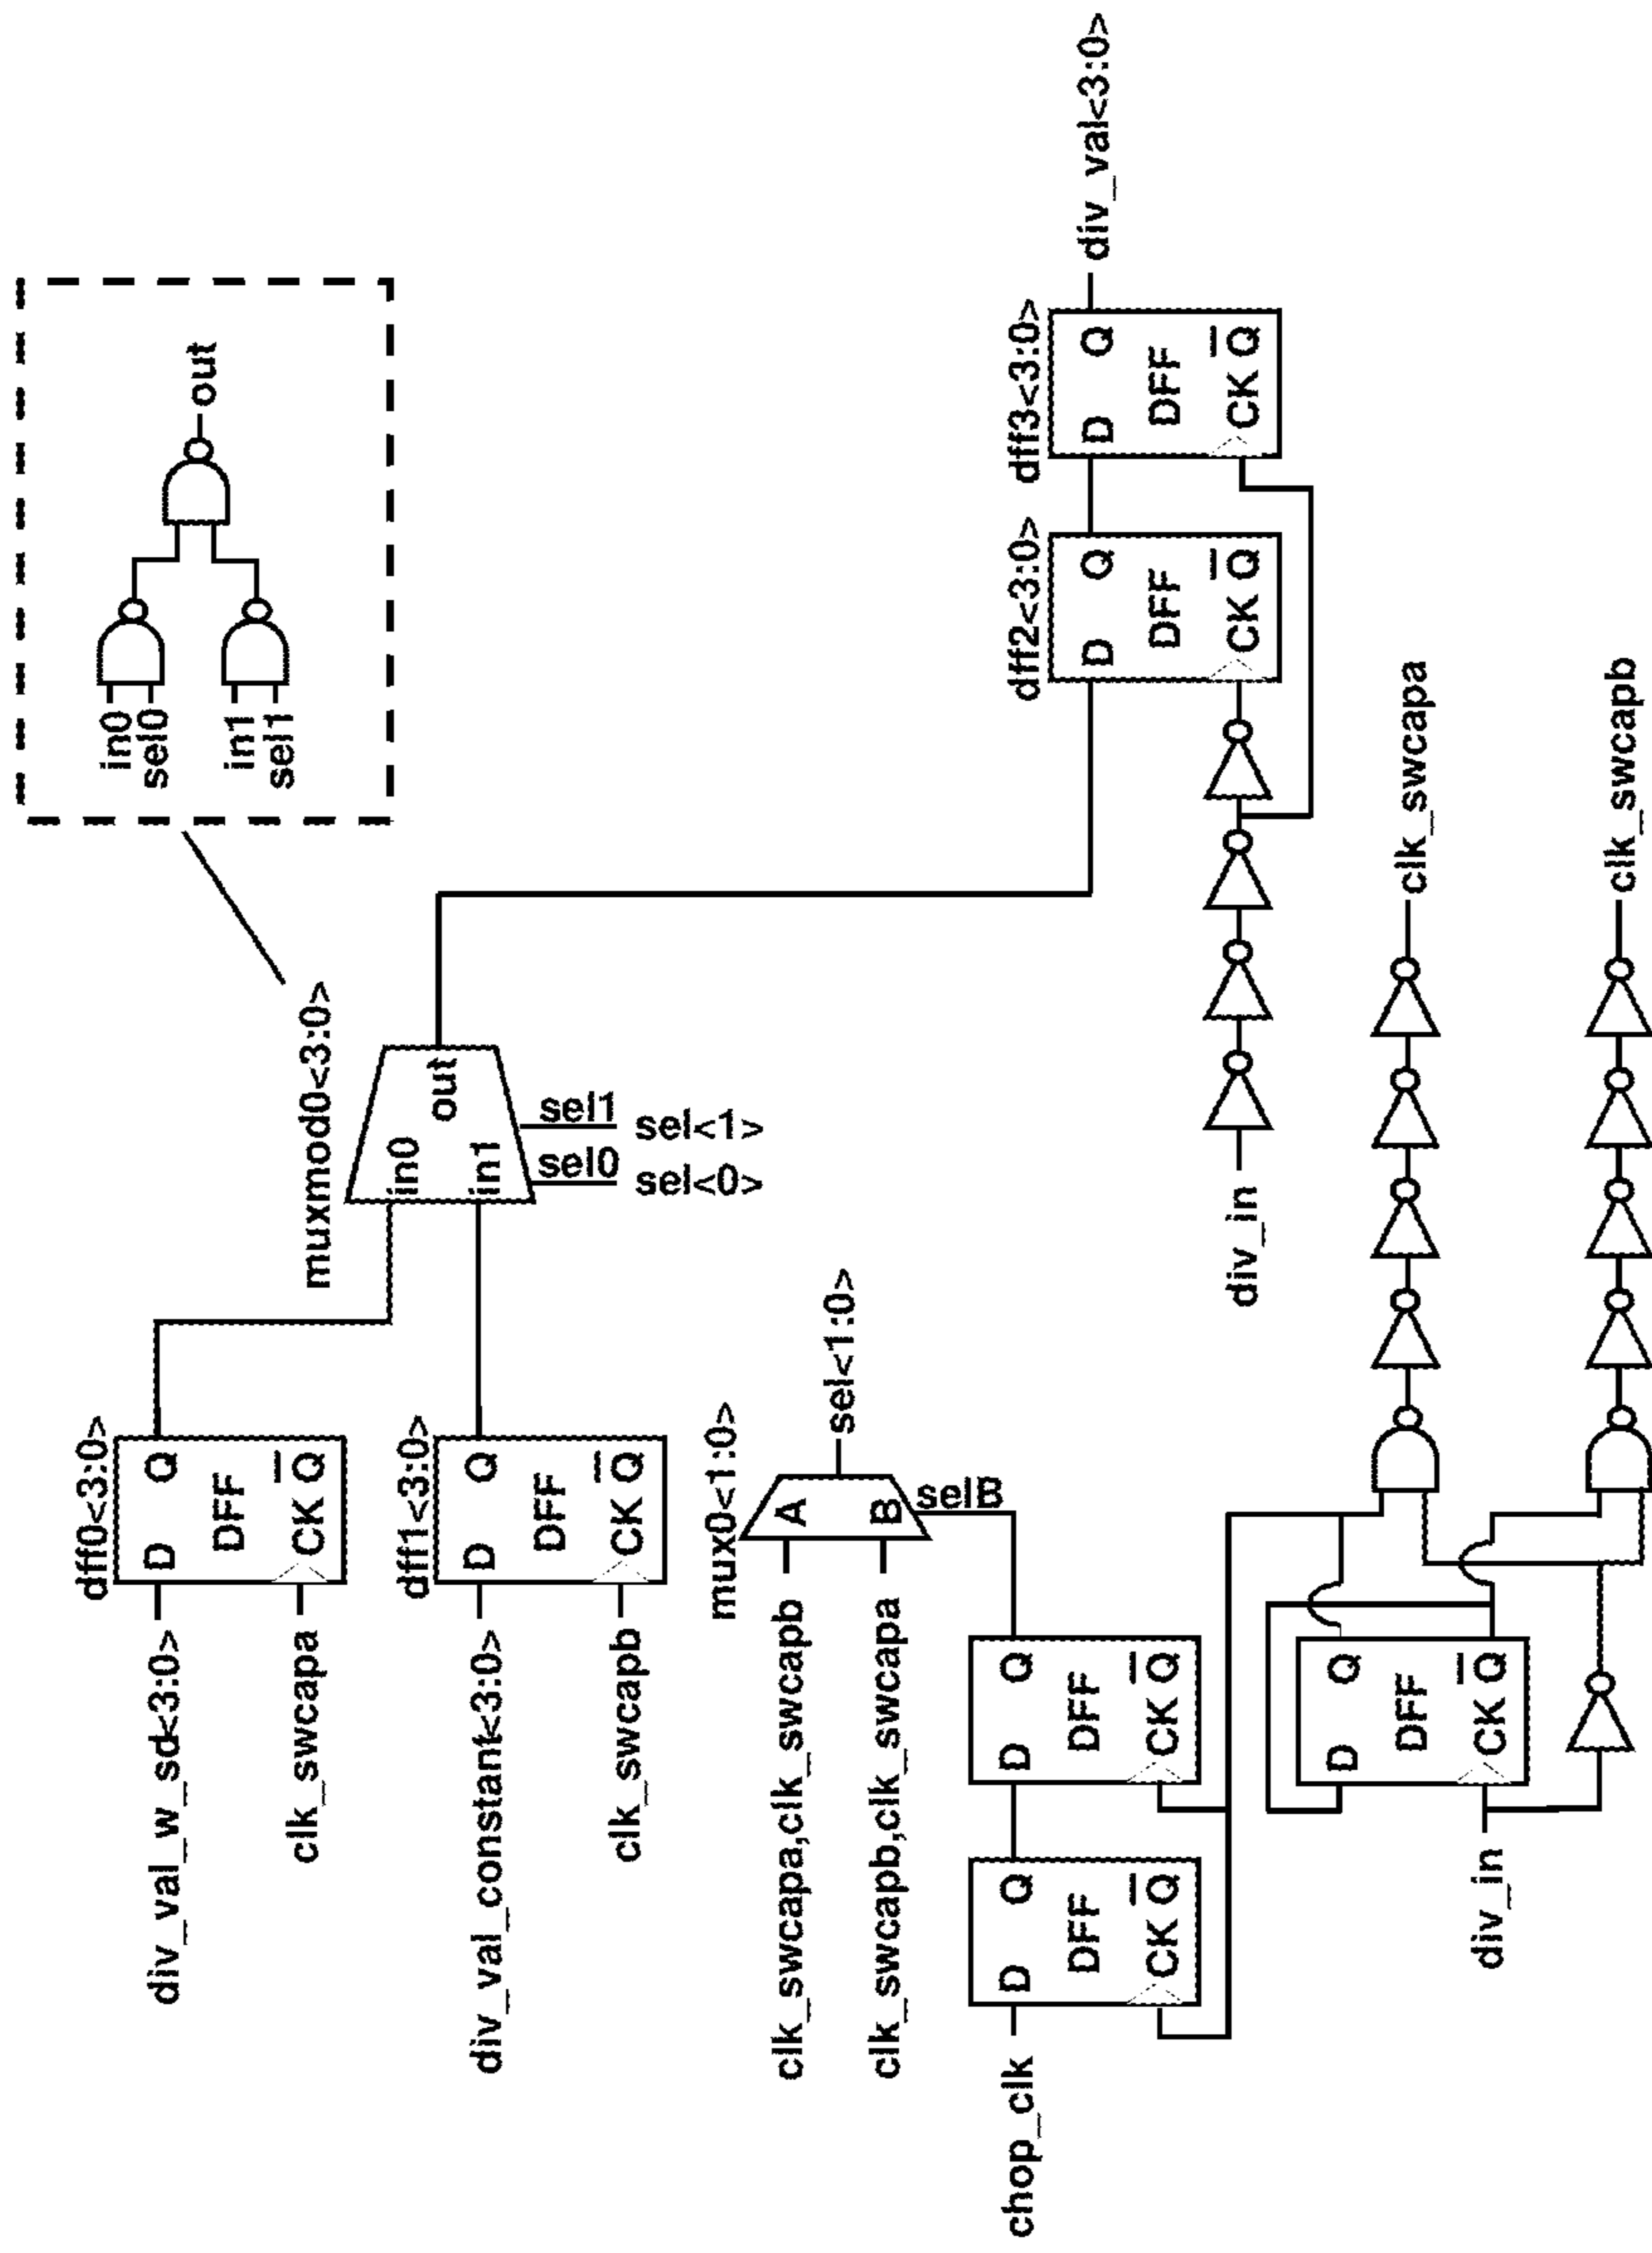 in0
sel0
in1
sel1
out
muxmod0<3:0>
in0
in1
out
sel1
sel<1>
sel0
sel<0>
dff0<3:0>
D Q
DFF
CK Q
div_val_w_sd<3:0>
clk_swcapa
dff1<3:0>
D Q
DFF
CK Q
div_val_constant<3:0>
clk_swcapb
mux0<1:0>
A
B
selB
sel<1:0>
clk_swcapa,clk_swcapb
clk_swcapb,clk_swcapa
chop_clk
D Q
DFF
CK Q
D Q
DFF
CK Q
dff2<3:0>
D Q
DFF
CK Q
dff3<3:0>
D Q
DFF
CK Q
div_val<3:0>
div_in
D Q
DFF
CK Q
div_in
clk_swcapa
clk_swcapb